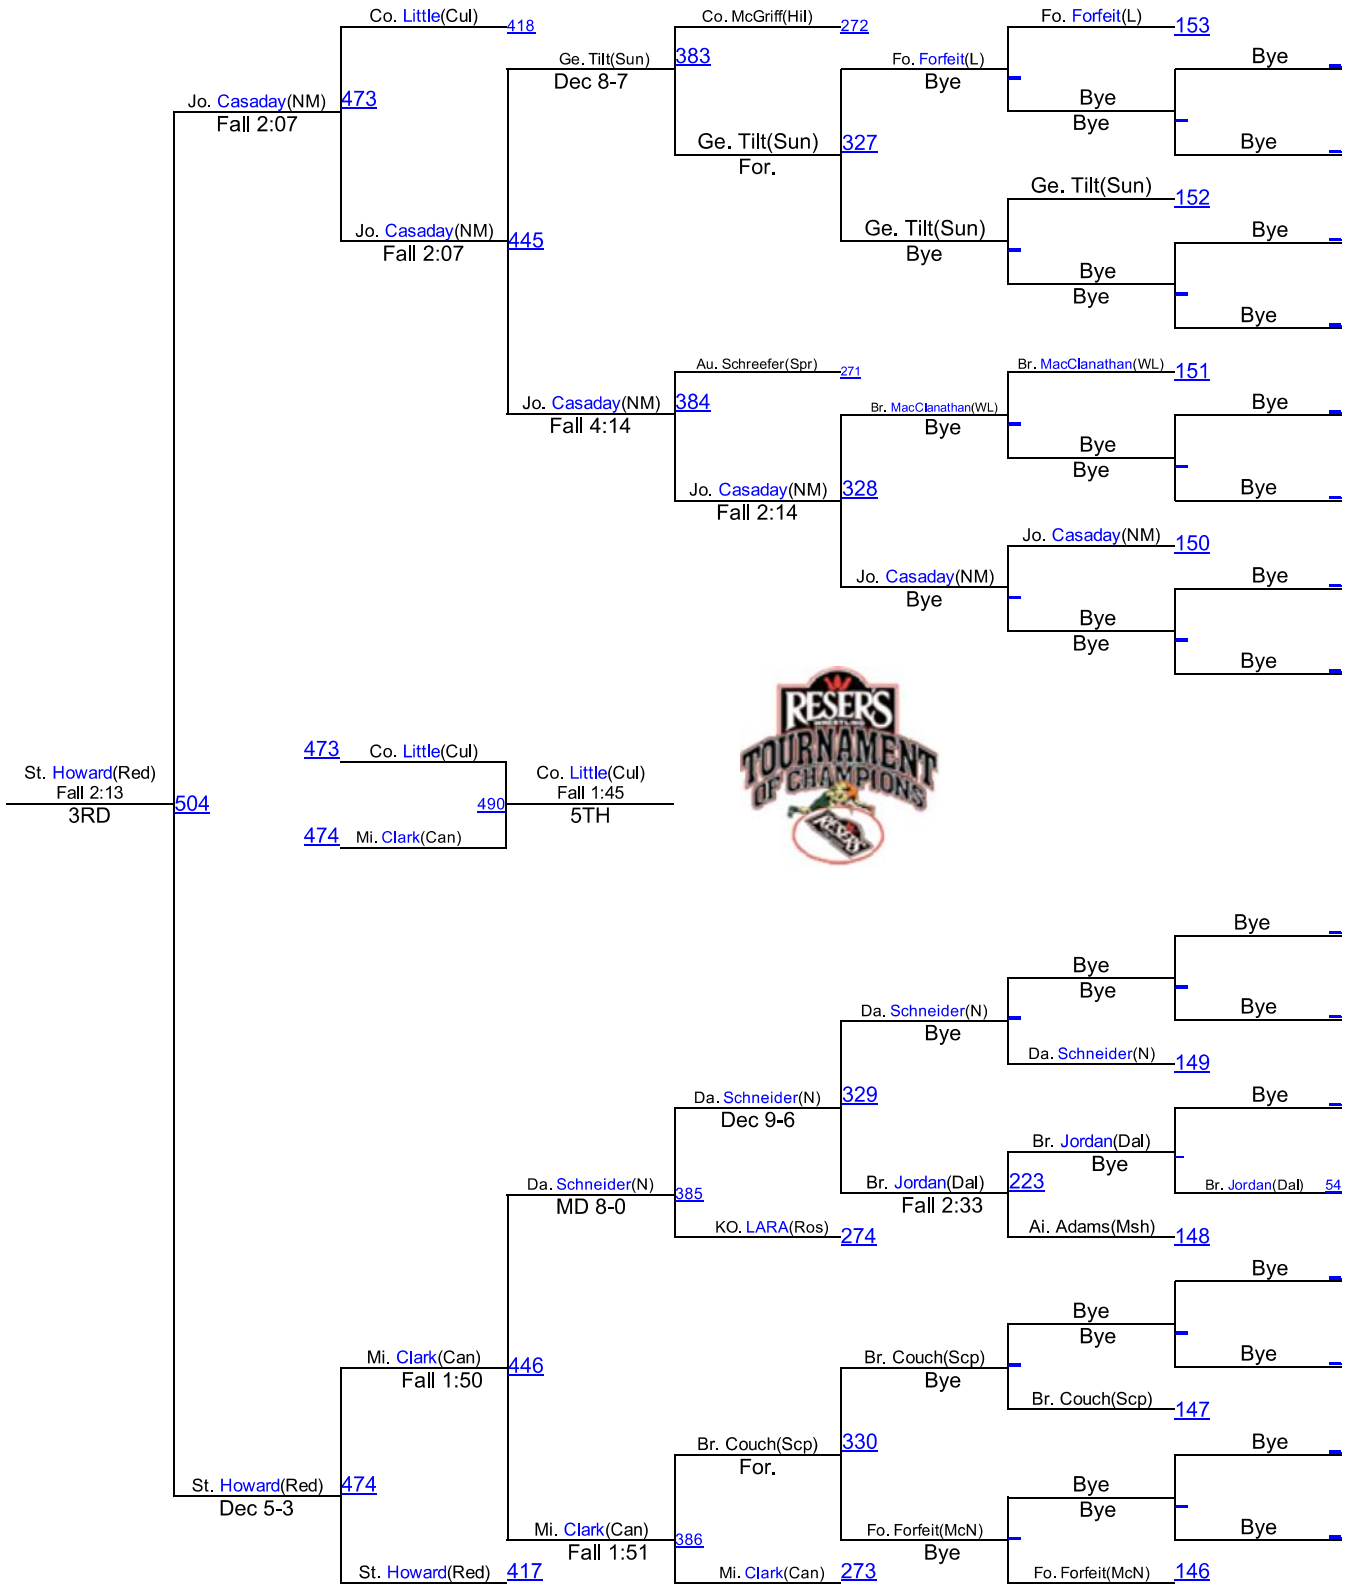 Co. Little(Cul)
418
Co. McGriff(Hil)
272
Fo. Forfeit(L)
153
Ge. Tilt(Sun)
383
Dec 8-7
Fo. Forfeit(L)
Bye
Bye
Jo. Casaday(NM)
473
Fall 2:07
Bye
Bye
Ge. Tilt(Sun)
327
For.
Bye
Ge. Tilt(Sun)
152
Jo. Casaday(NM)
445
Fall 2:07
Ge. Tilt(Sun)
Bye
Bye
Bye
Bye
Bye
Au. Schreefer(Spr)
271
Br. MacClanathan(WL)
151
Jo. Casaday(NM)
384
Fall 4:14
Br. MacClanathan(WL)
Bye
Bye
Bye
Bye
Jo. Casaday(NM)
328
Fall 2:14
Bye
Jo. Casaday(NM)
150
Jo. Casaday(NM)
Bye
Bye
Bye
Bye
Bye
RESER'S
WRESTLING
TOURNAMENT
OF CHAMPIONS
RESER'S
473
Co. Little(Cul)
St. Howard(Red)
Fall 2:13
3RD
504
490
Co. Little(Cul)
Fall 1:45
5TH
474
Mi. Clark(Can)
Bye
Bye
Bye
Bye
Da. Schneider(N)
Bye
Da. Schneider(N)
149
Da. Schneider(N)
329
Dec 9-6
Bye
Br. Jordan(Dal)
Bye
Da. Schneider(N)
385
MD 8-0
Br. Jordan(Dal)
223
Fall 2:33
Br. Jordan(Dal)
54
KO. LARA(Ros)
274
Ai. Adams(Msh)
148
Bye
Bye
Bye
Mi. Clark(Can)
446
Fall 1:50
Br. Couch(Scp)
Bye
Bye
Br. Couch(Scp)
147
Br. Couch(Scp)
330
For.
Bye
St. Howard(Red)
474
Dec 5-3
Bye
Bye
Mi. Clark(Can)
386
Fall 1:51
Fo. Forfeit(McN)
Bye
Bye
St. Howard(Red)
417
Mi. Clark(Can)
273
Fo. Forfeit(McN)
146